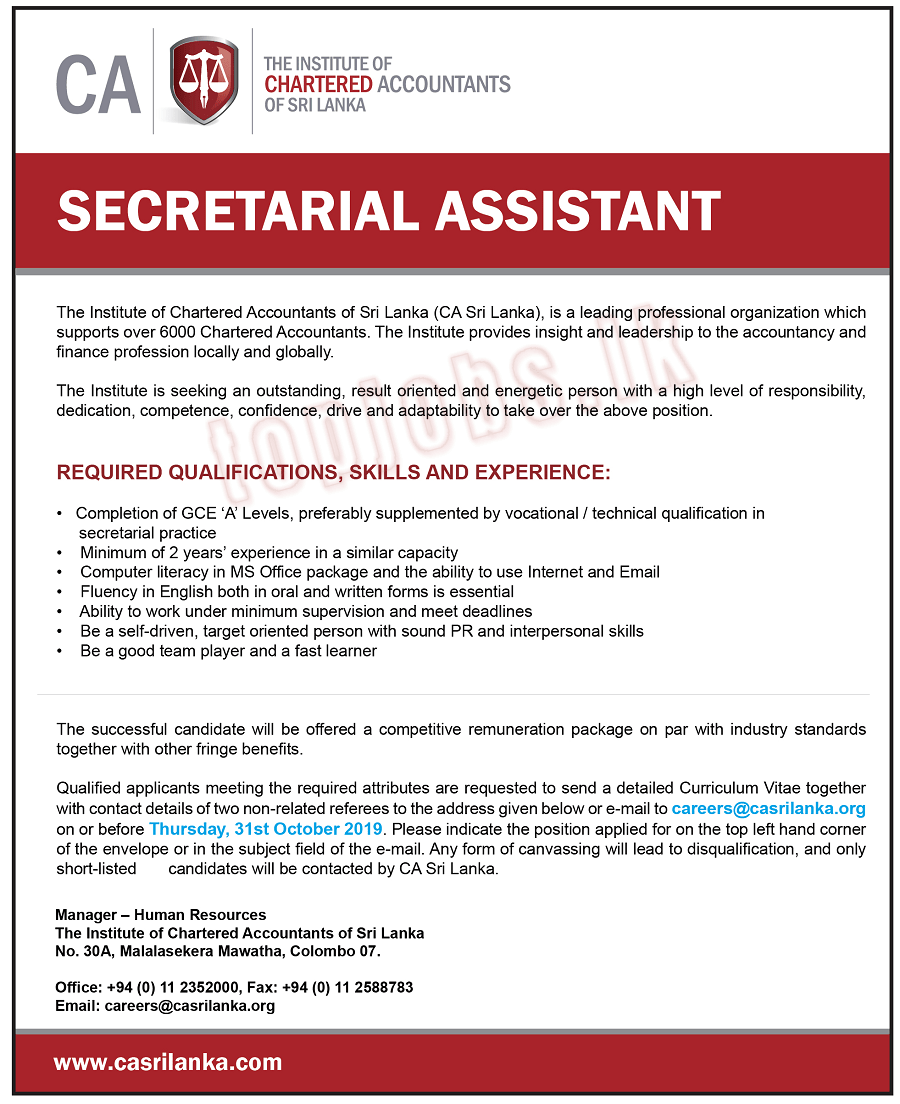 CA
THE INSTITUTE OF
CHARTERED ACCOUNTANTS
OF SRI LANKA
SECRETARIAL ASSISTANT
The Institute of Chartered Accountants of Sri Lanka (CA Sri Lanka), is a leading professional organization which
supports over 6000 Chartered Accountants. The Institute provides insight and leadership to the accountancy and
finance profession locally and globally.
The Institute is seeking an outstanding, result oriented and energetic person with a high level of responsibility,
dedication, competence, confidence, drive and adaptability to take over the above position.
topjobs.lk
REQUIRED QUALIFICATIONS, SKILLS AND EXPERIENCE:
• Completion of GCE ‘A’ Levels, preferably supplemented by vocational / technical qualification in
secretarial practice
• Minimum of 2 years’ experience in a similar capacity
• Computer literacy in MS Office package and the ability to use Internet and Email
• Fluency in English both in oral and written forms is essential
• Ability to work under minimum supervision and meet deadlines
• Be a self-driven, target oriented person with sound PR and interpersonal skills
• Be a good team player and a fast learner
The successful candidate will be offered a competitive remuneration package on par with industry standards
together with other fringe benefits.
Qualified applicants meeting the required attributes are requested to send a detailed Curriculum Vitae together
with contact details of two non-related referees to the address given below or e-mail to careers@casrilanka.org
on or before Thursday, 31st October 2019. Please indicate the position applied for on the top left hand corner
of the envelope or in the subject field of the e-mail. Any form of canvassing will lead to disqualification, and only
short-listed candidates will be contacted by CA Sri Lanka.
Manager – Human Resources
The Institute of Chartered Accountants of Sri Lanka
No. 30A, Malalasekera Mawatha, Colombo 07.
Office: +94 (0) 11 2352000, Fax: +94 (0) 11 2588783
Email: careers@casrilanka.org
www.casrilanka.com